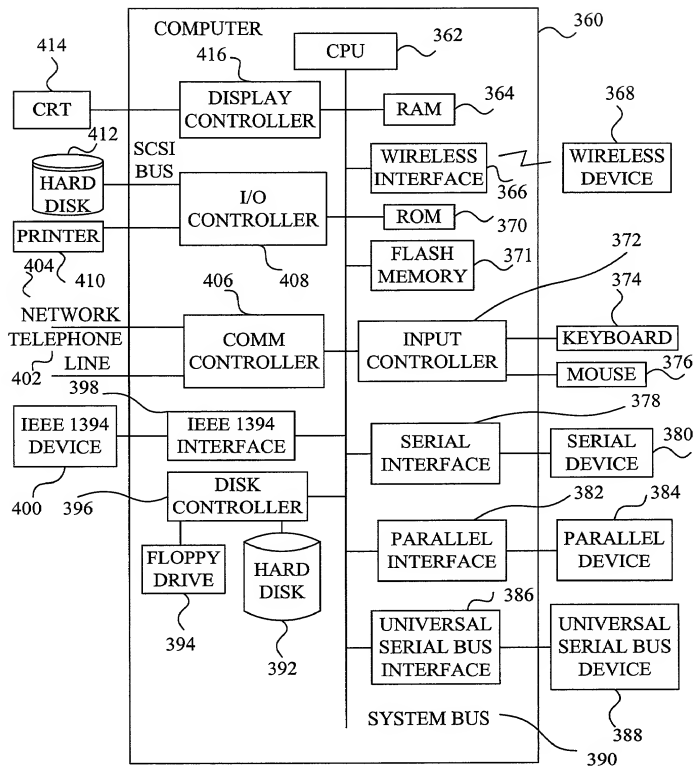 COMPUTER
360
414
416
CPU
362
CRT
DISPLAY
CONTROLLER
RAM
364
368
412
SCSI
BUS
WIRELESS
INTERFACE
366
WIRELESS
DEVICE
HARD
DISK
I/O
CONTROLLER
ROM
370
PRINTER
404
410
408
FLASH
MEMORY
371
372
406
374
NETWORK
TELEPHONE
LINE
402
COMM
CONTROLLER
INPUT
CONTROLLER
KEYBOARD
MOUSE
376
398
378
IEEE 1394
DEVICE
IEEE 1394
INTERFACE
SERIAL
INTERFACE
SERIAL
DEVICE
380
400
396
DISK
CONTROLLER
382
384
FLOPPY
DRIVE
HARD
DISK
PARALLEL
INTERFACE
PARALLEL
DEVICE
394
392
386
UNIVERSAL
SERIAL BUS
INTERFACE
UNIVERSAL
SERIAL BUS
DEVICE
388
SYSTEM BUS
390